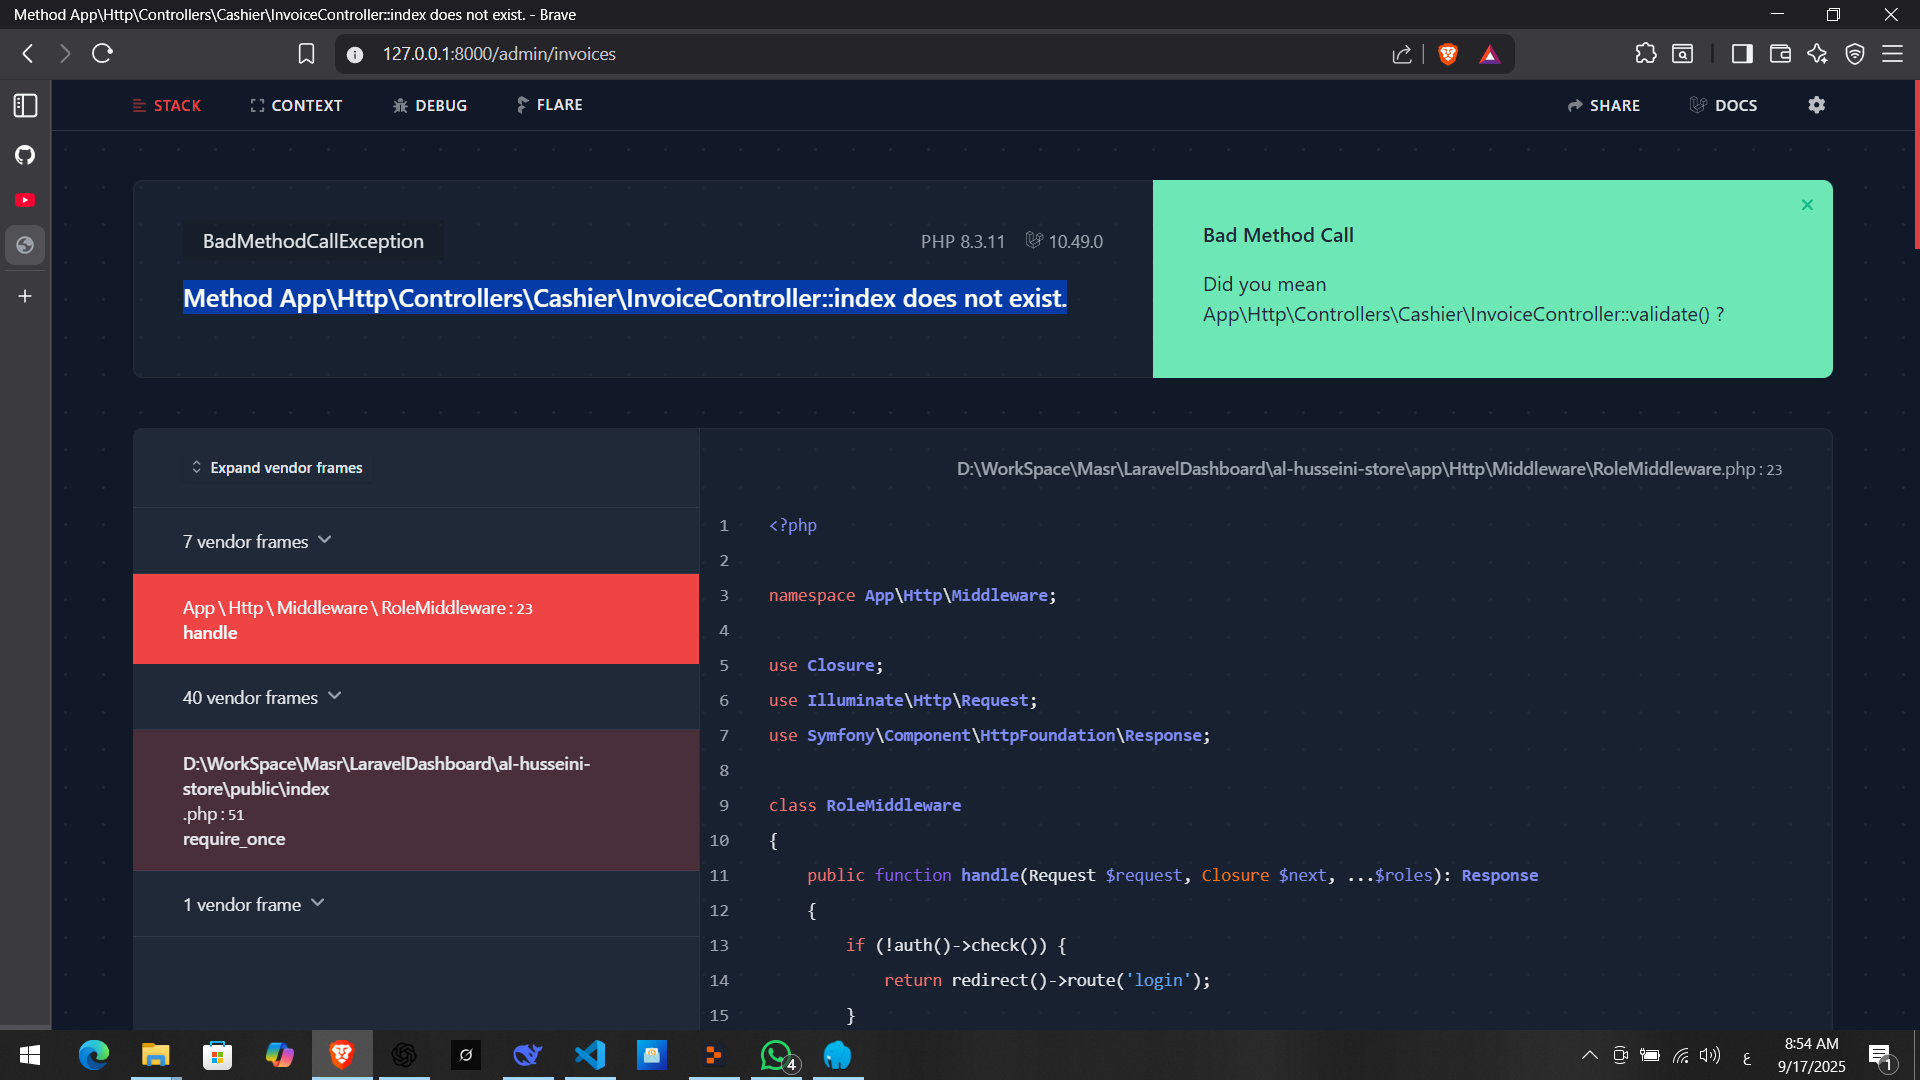 Method App\Http\Controllers\Cashier\InvoiceController::index does not exist. - Brave
127.0.0.1:8000/admin/invoices
STACK
CONTEXT
DEBUG
FLARE
SHARE
DOCS
BadMethodCallException
PHP 8.3.11
10.49.0
Method App\Http\Controllers\Cashier\InvoiceController::index does not exist.
Bad Method Call
Did you mean
App\Http\Controllers\Cashier\InvoiceController::validate() ?
Expand vendor frames
7 vendor frames
App \ Http \ Middleware \ RoleMiddleware : 23
handle
40 vendor frames
D:\WorkSpace\Masr\LaravelDashboard\al-husseini-
store\public\index
.php : 51
require_once
1 vendor frame
D:\WorkSpace\Masr\LaravelDashboard\al-husseini-store\app\Http\Middleware\RoleMiddleware.php : 23
1 <?php
2
3 namespace App\Http\Middleware;
4
5 use Closure;
6 use Illuminate\Http\Request;
7 use Symfony\Component\HttpFoundation\Response;
8
9 class RoleMiddleware
10 {
11 public function handle(Request $request, Closure $next, ...$roles): Response
12 {
13 if (!auth()->check()) {
14 return redirect()->route('login');
15 }
4
ع
8:54 AM
9/17/2025
1